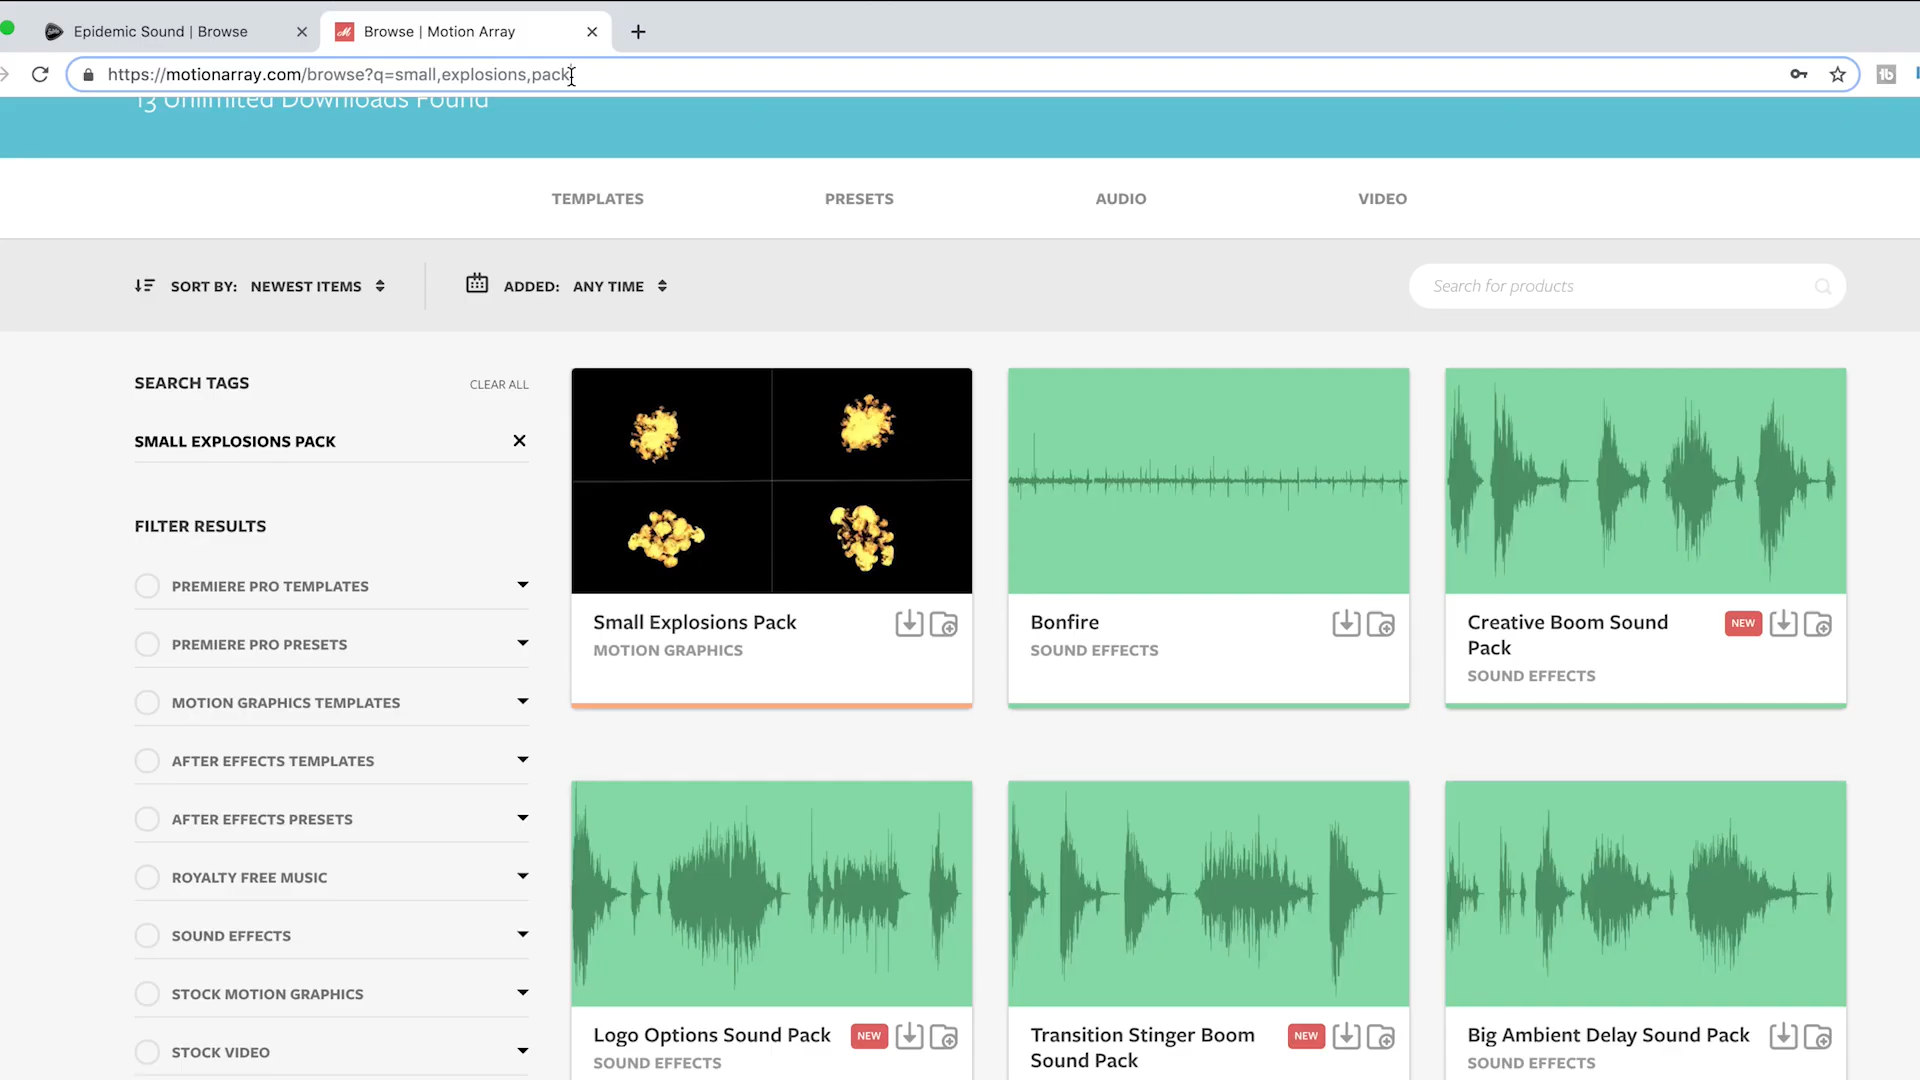 Epidemic Sound | Browse
Browse | Motion Array
https://motionarray.com/browse?q=small,explosions,pack
13 Unlimited Downloads Found
TEMPLATES
PRESETS
AUDIO
VIDEO
SORT BY: NEWEST ITEMS
ADDED: ANY TIME
Search for products
SEARCH TAGS
CLEAR ALL
SMALL EXPLOSIONS PACK
FILTER RESULTS
PREMIERE PRO TEMPLATES
PREMIERE PRO PRESETS
MOTION GRAPHICS TEMPLATES
AFTER EFFECTS TEMPLATES
AFTER EFFECTS PRESETS
ROYALTY FREE MUSIC
SOUND EFFECTS
STOCK MOTION GRAPHICS
STOCK VIDEO
Small Explosions Pack
MOTION GRAPHICS
Bonfire
SOUND EFFECTS
Creative Boom Sound
Pack
NEW
SOUND EFFECTS
Logo Options Sound Pack
NEW
SOUND EFFECTS
Transition Stinger Boom
Sound Pack
NEW
Big Ambient Delay Sound Pack
SOUND EFFECTS